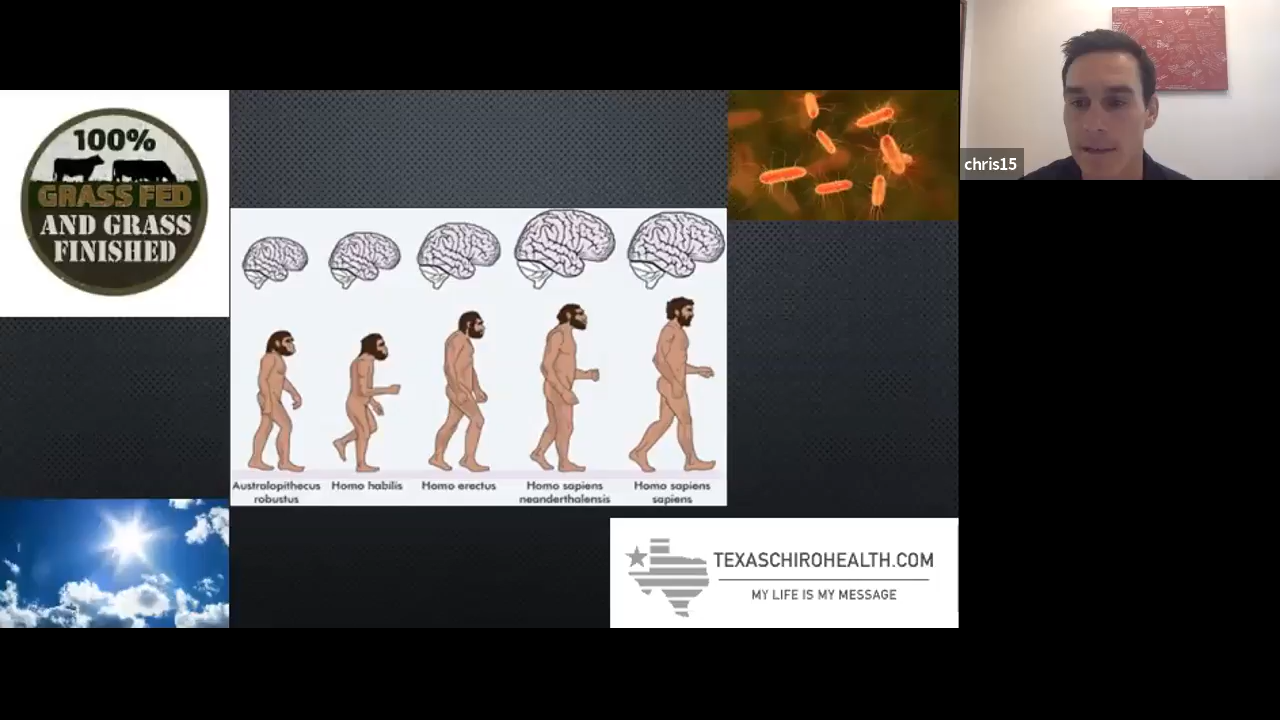 100%
GRASS FED
AND GRASS
FINISHED
chris15
Australopithecus
robustus
Homo habilis
Homo erectus
Homo sapiens
neanderthalensis
Homo sapiens
sapiens
TEXASCHIROHEALTH.COM
MY LIFE IS MY MESSAGE